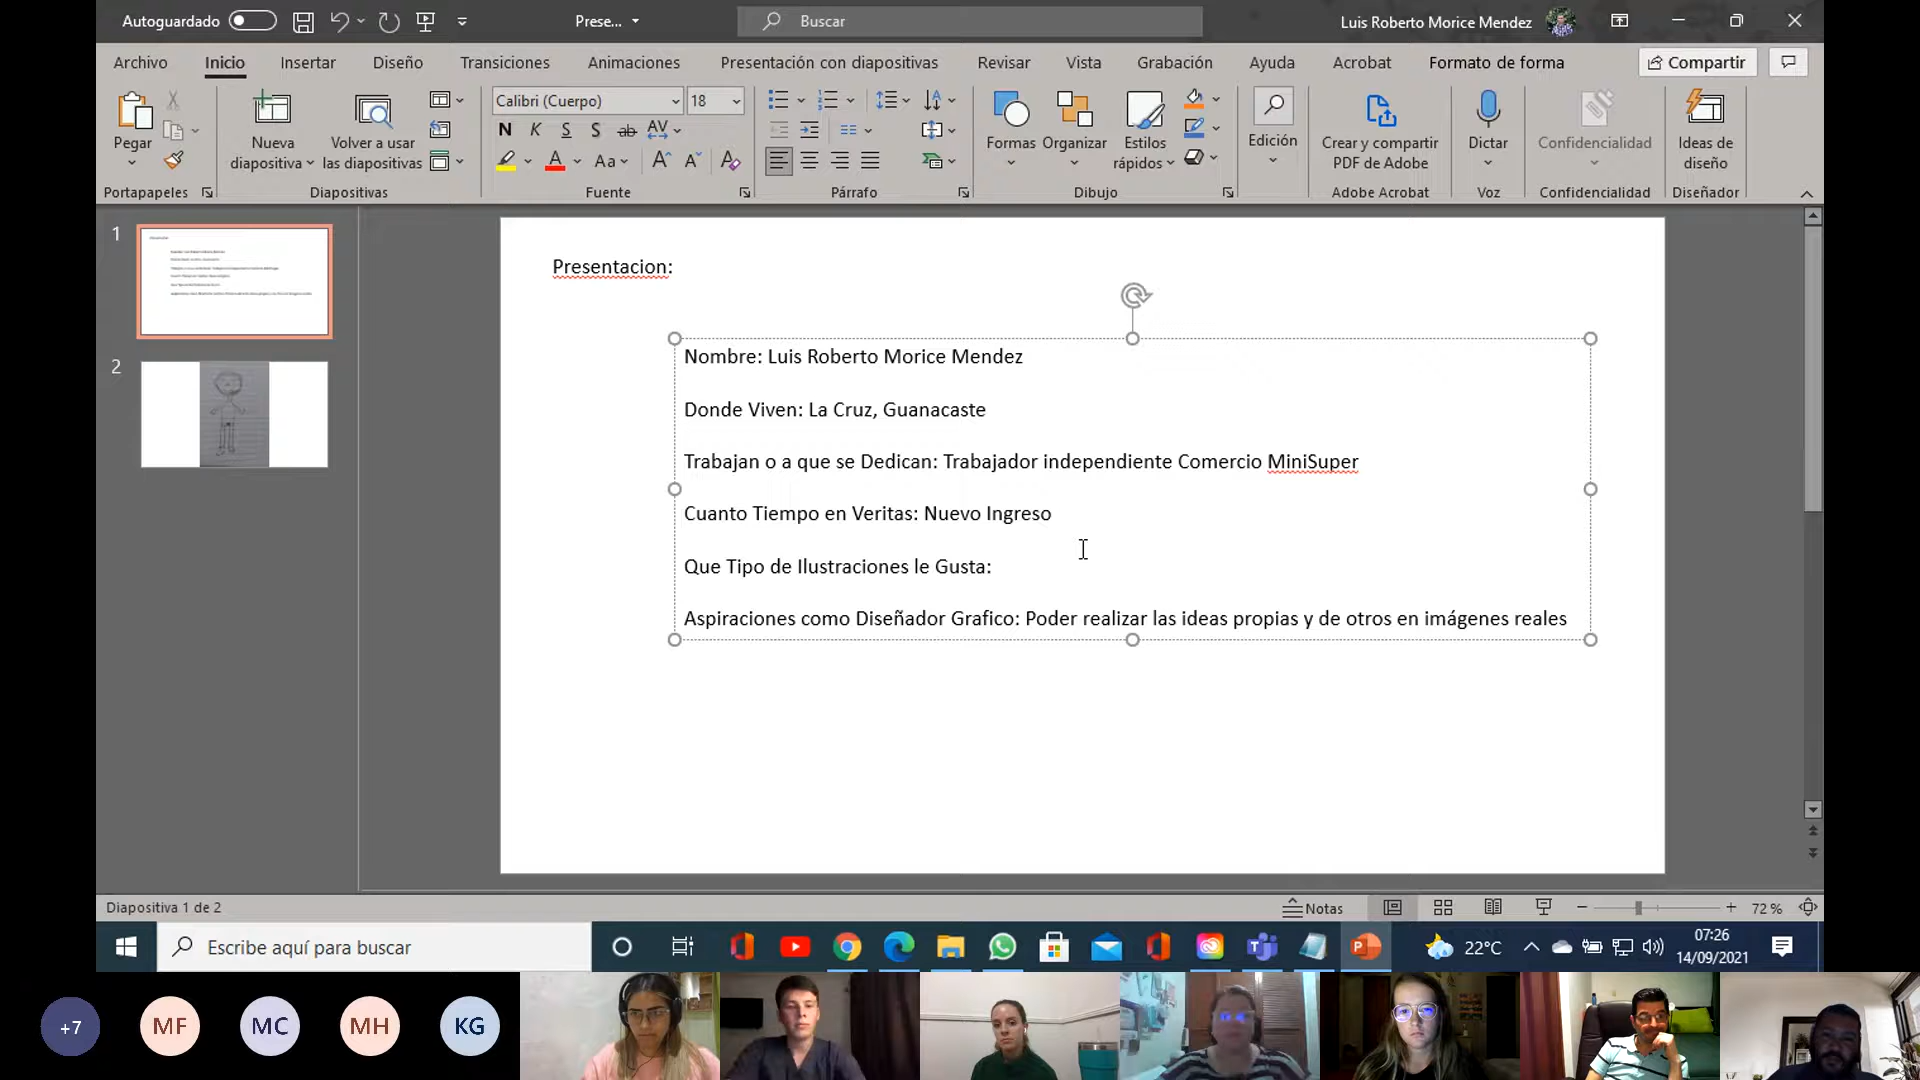 Autoguardado
Prese...
Buscar
Luis Roberto Morice Mendez
Archivo
Inicio
Insertar
Diseño
Transiciones
Animaciones
Presentación con diapositivas
Revisar
Vista
Grabación
Ayuda
Acrobat
Formato de forma
Compartir
Pegar
Nueva diapositiva
Volver a usar las diapositivas
Calibri (Cuerpo)
18
N K S S ab AV
A Aa A A A
Formas
Organizar
Estilos rápidos
Edición
Crear y compartir PDF de Adobe
Dictar
Confidencialidad
Ideas de diseño
Portapapeles
Diapositivas
Fuente
Párrafo
Dibujo
Adobe Acrobat
Voz
Confidencialidad
Diseñador
1
2
Presentacion:
Nombre: Luis Roberto Morice Mendez
Donde Viven: La Cruz, Guanacaste
Trabajan o a que se Dedican: Trabajador independiente Comercio MiniSuper
Cuanto Tiempo en Veritas: Nuevo Ingreso
Que Tipo de Ilustraciones le Gusta:
Aspiraciones como Diseñador Grafico: Poder realizar las ideas propias y de otros en imágenes reales
Diapositiva 1 de 2
Notas
72 %
Escribe aquí para buscar
22°C
07:26
14/09/2021
+7
MF
MC
MH
KG